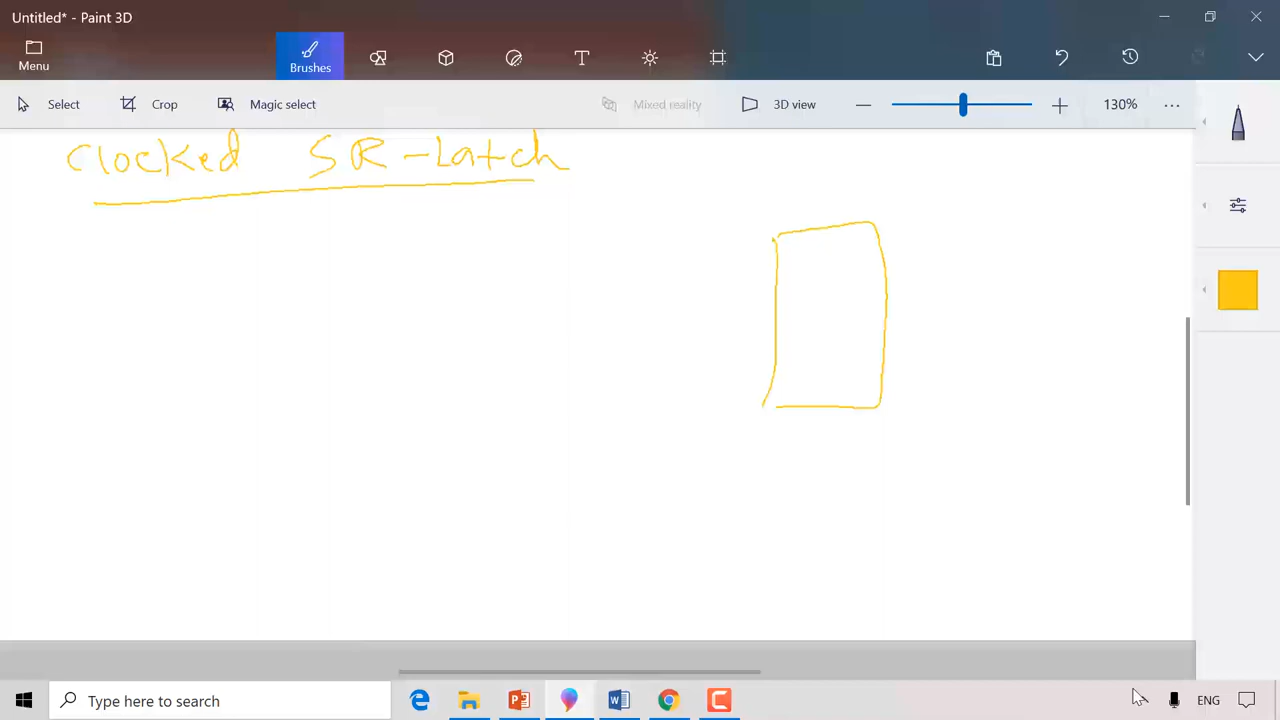 Untitled* - Paint 3D
Menu
Brushes
Select Crop Magic select Mixed reality 3D view 130%
Clocked SR-Latch
Type here to search
ENG